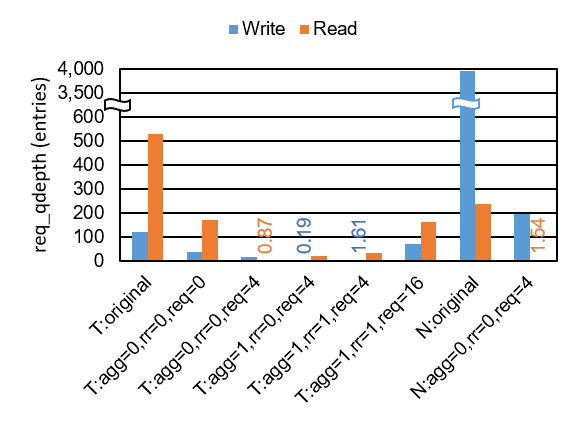 Write Read
req_qdepth (entries)
4,000
3,500
600
500
400
300
200
100
0
0.87
0.19
1.61
1.54
T:original
T:agg=0,rr=0,req=0
T:agg=0,rr=0,req=4
T:agg=1,rr=0,req=4
T:agg=1,rr=1,req=4
T:agg=1,rr=1,req=16
N:original
N:agg=0,rr=0,req=4